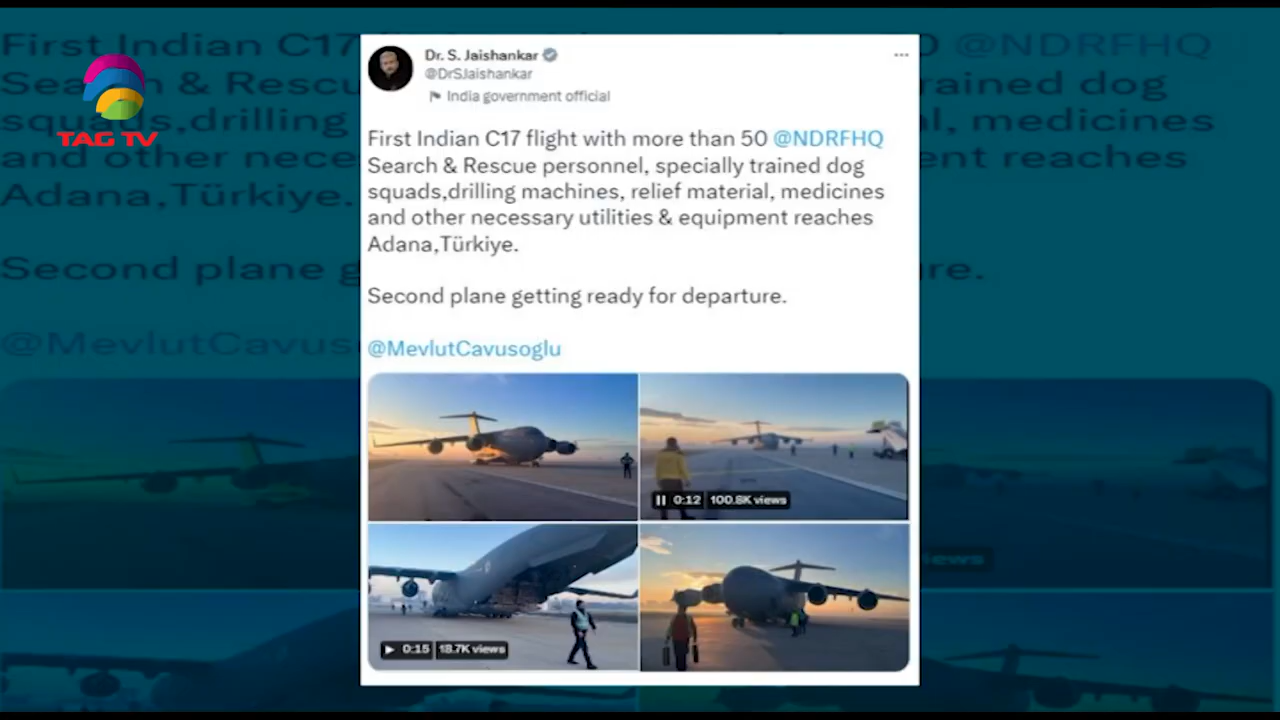 TAG TV
Dr. S. Jaishankar
@DrSJaishankar
India government official
First Indian C17 flight with more than 50 @NDRFHQ
Search & Rescue personnel, specially trained dog
squads,drilling machines, relief material, medicines
and other necessary utilities & equipment reaches
Adana,Türkiye.
Second plane getting ready for departure.
@MevlutCavusoglu
0:12 100.8K views
0:15 18.7K views